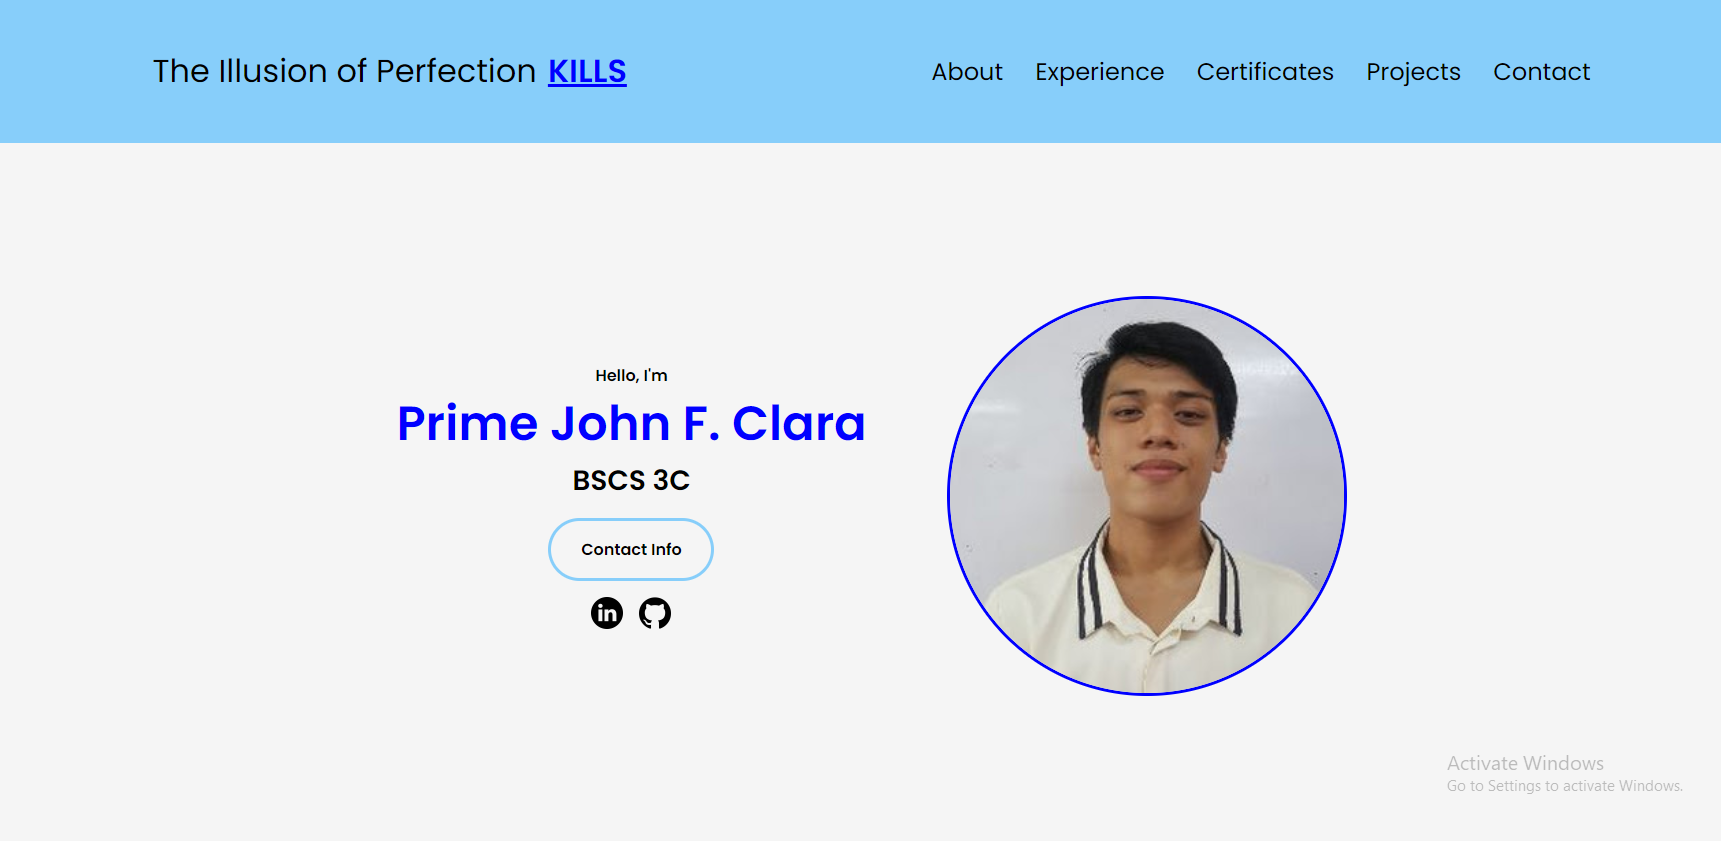 The Illusion of Perfection KILLS
About Experience Certificates Projects Contact
Hello, I'm
Prime John F. Clara
BSCS 3C
Contact Info
in
Activate Windows
Go to Settings to activate Windows.